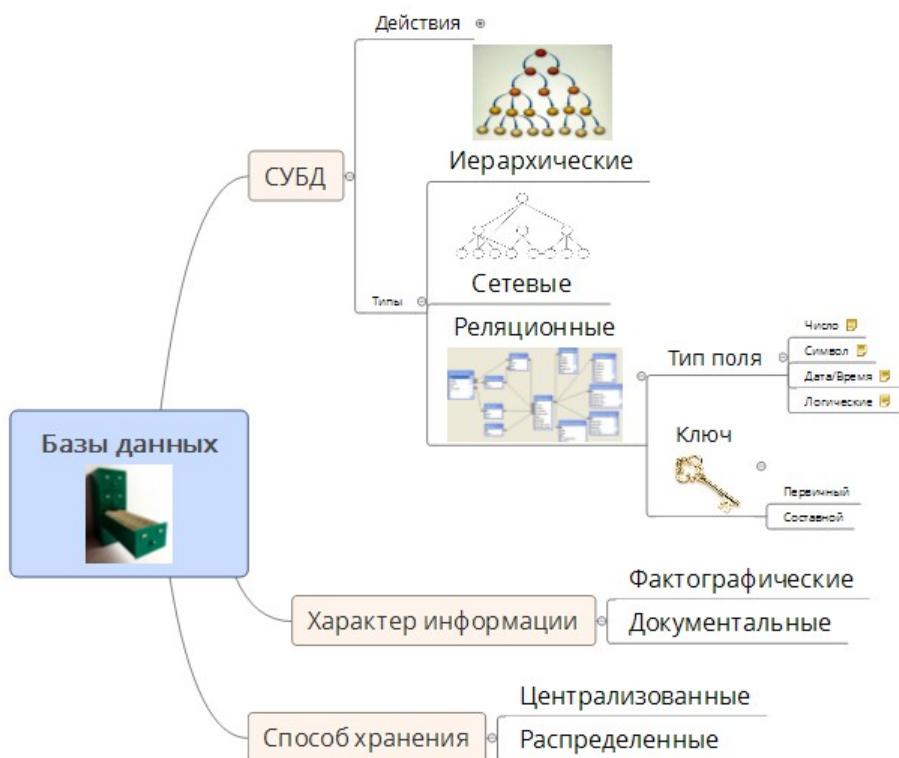 Действия
Иерархические
СУБД
Сетевые
Типы
Реляционные
Число
Тип поля
Символ
Дата/Время
Логические
Базы данных
Ключ
Первичный
Составной
Фактографические
Характер информации
Документальные
Централизованные
Способ хранения
Распределенные